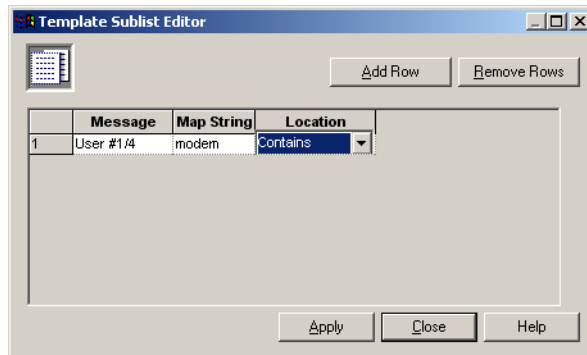 Template Sublist Editor
Add Row Remove Rows
Message Map String Location
1 User #1/4 modem Contains
Apply Close Help